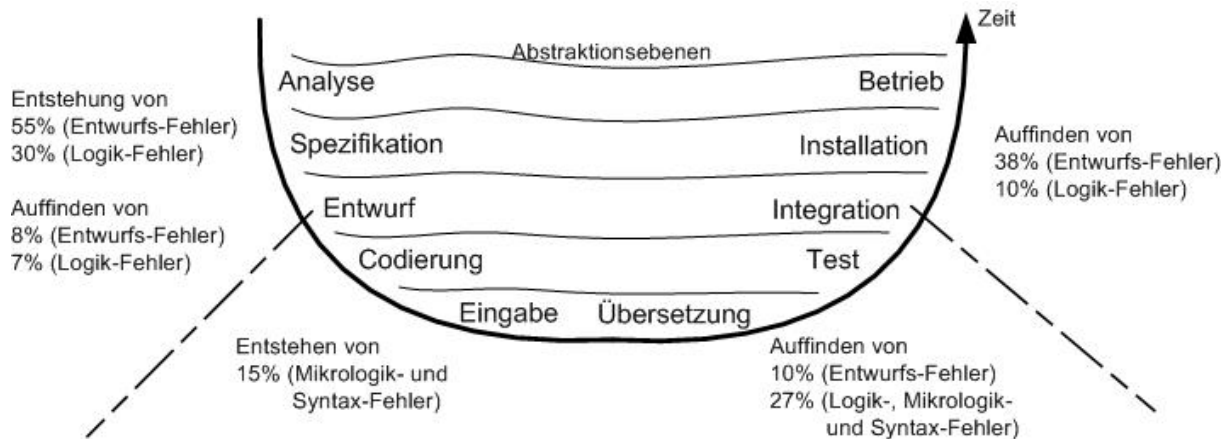 Zeit
Abstraktionsebenen
Analyse
Betrieb
Entstehung von
55% (Entwurfs-Fehler)
30% (Logik-Fehler)
Spezifikation
Installation
Auffinden von
38% (Entwurfs-Fehler)
10% (Logik-Fehler)
Auffinden von
8% (Entwurfs-Fehler)
7% (Logik-Fehler)
Entwurf
Integration
Codierung
Test
Eingabe
Übersetzung
Entstehen von
15% (Mikrologik- und
Syntax-Fehler)
Auffinden von
10% (Entwurfs-Fehler)
27% (Logik-, Mikrologik-
und Syntax-Fehler)